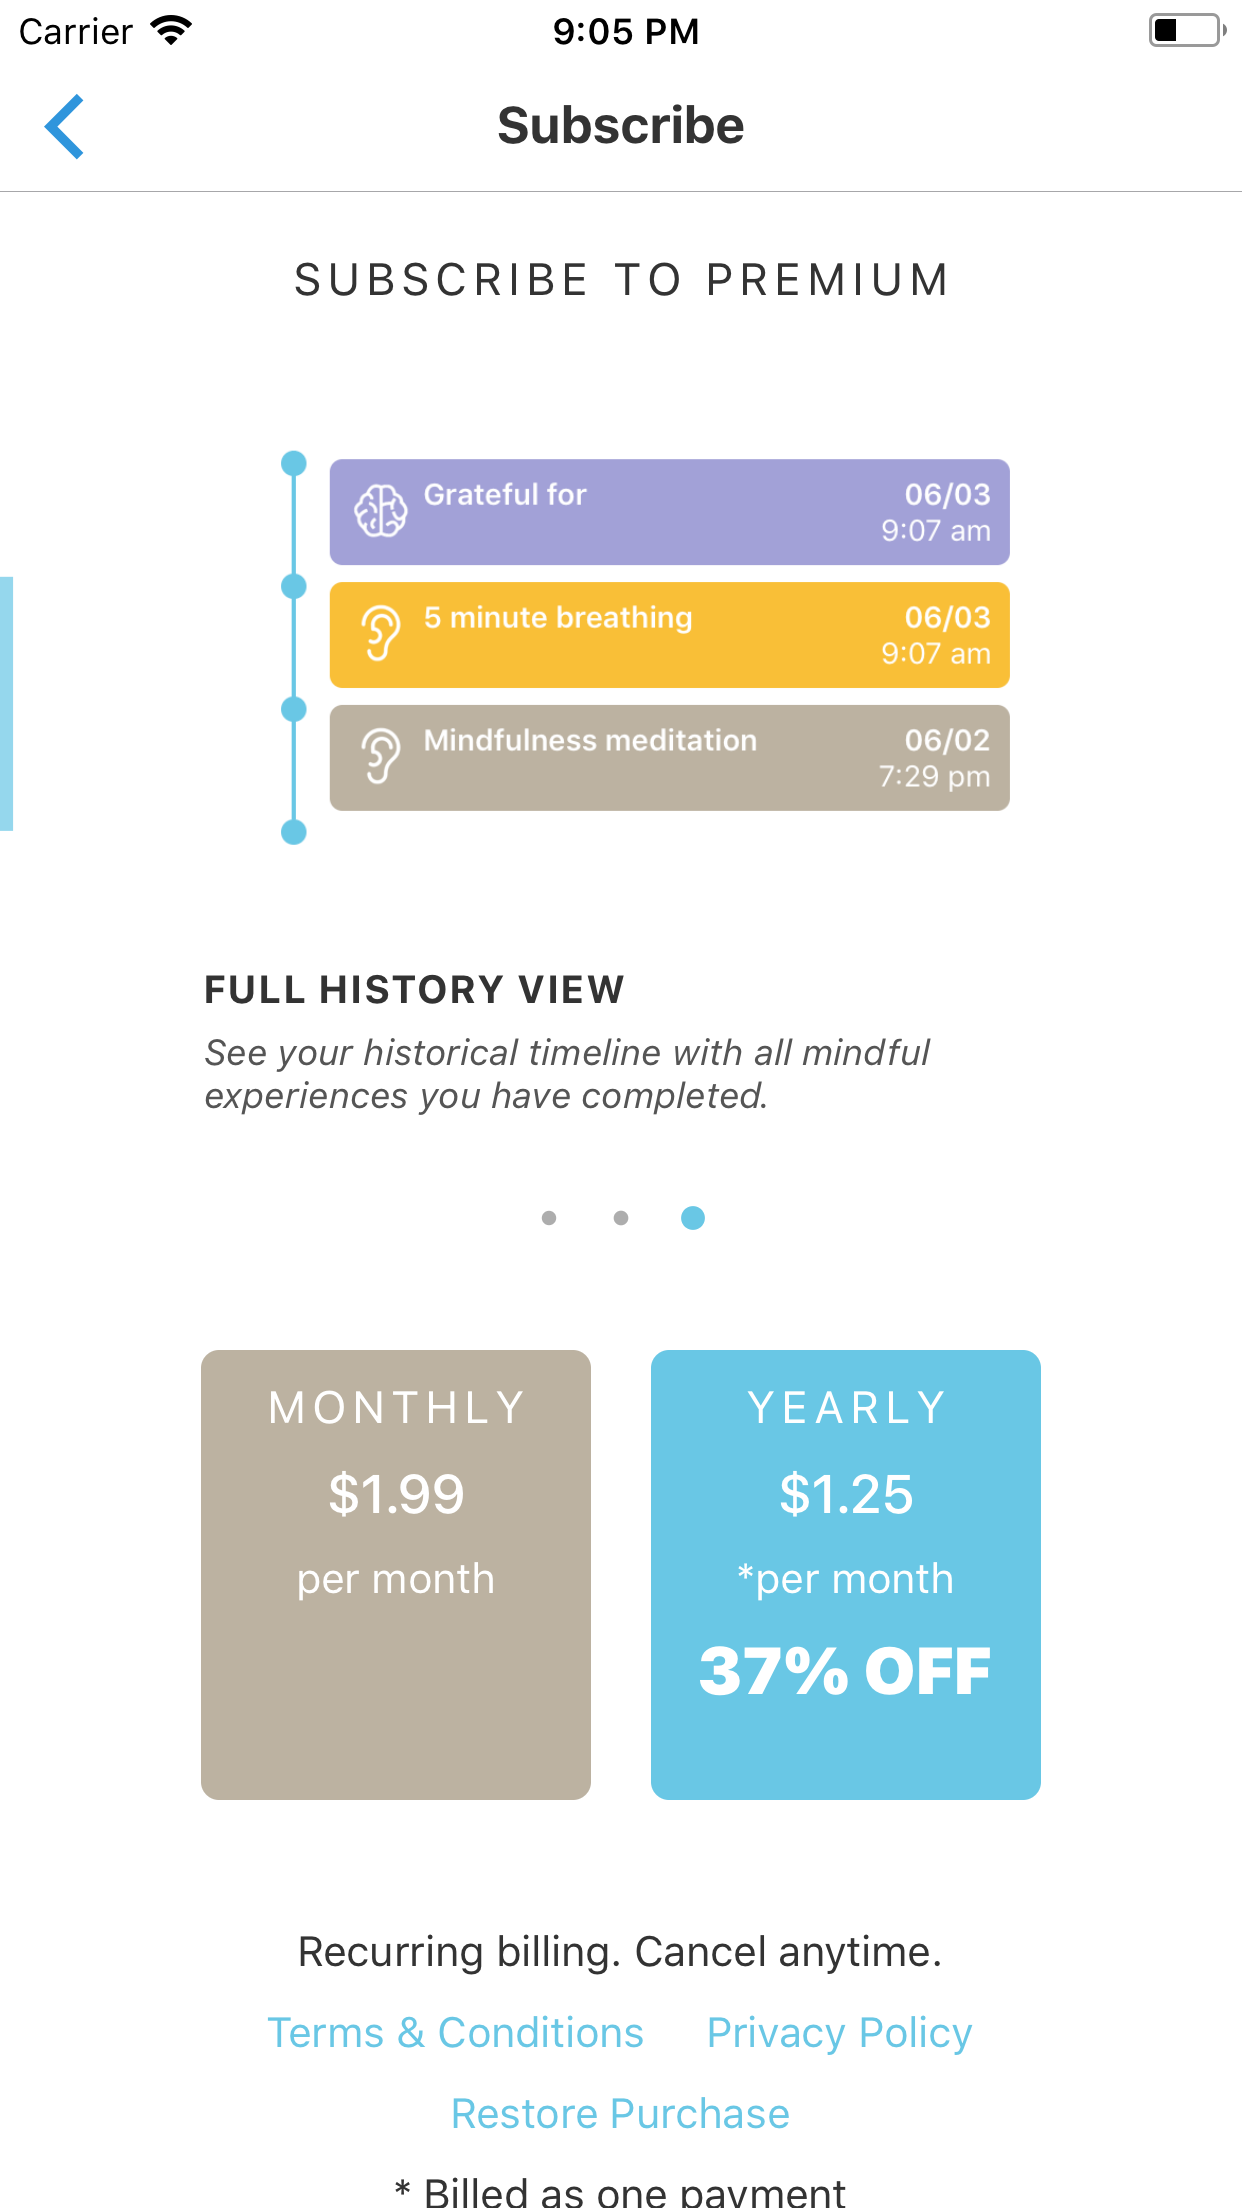 Carrier 9:05 PM
Subscribe
SUBSCRIBE TO PREMIUM
Grateful for 06/03
9:07 am
5 minute breathing 06/03
9:07 am
Mindfulness meditation 06/02
7:29 pm
FULL HISTORY VIEW
See your historical timeline with all mindful
experiences you have completed.
MONTHLY
$1.99
per month
YEARLY
$1.25
*per month
37% OFF
Recurring billing. Cancel anytime.
Terms & Conditions Privacy Policy
Restore Purchase
* Billed as one payment